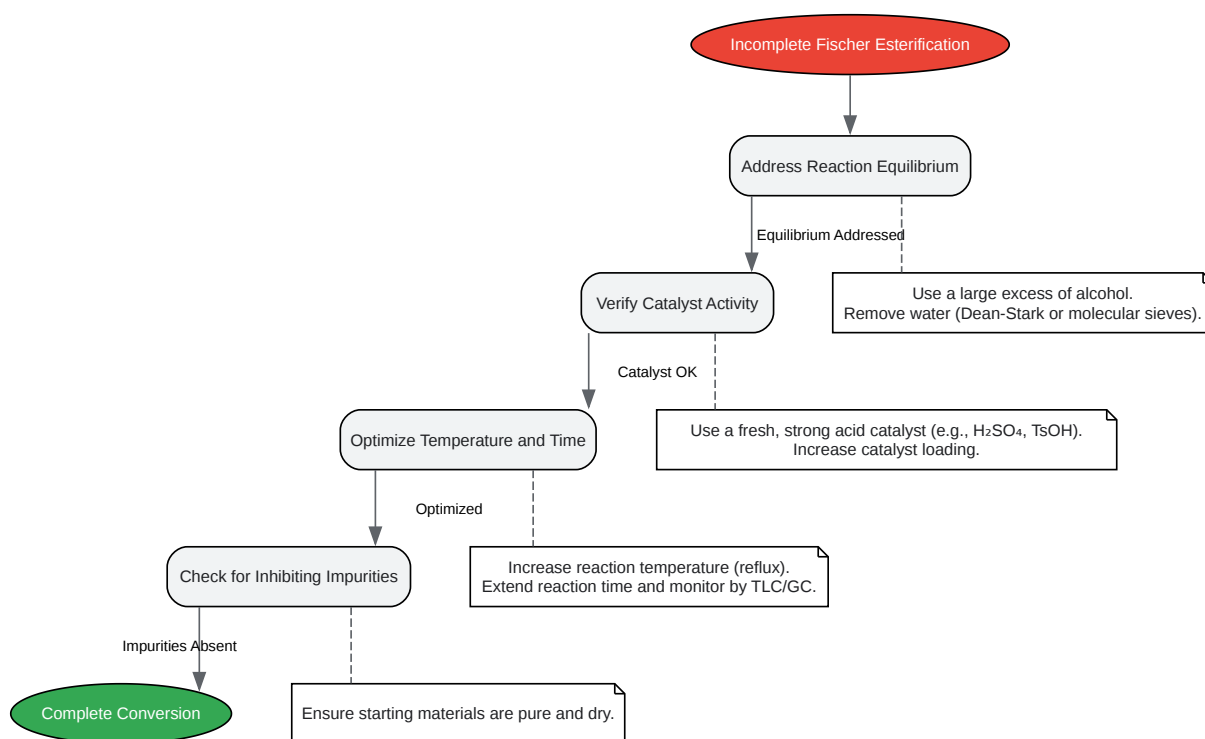 Incomplete Fischer Esterification
Address Reaction Equilibrium
Equilibrium Addressed
Use a large excess of alcohol.
Remove water (Dean-Stark or molecular sieves).
Verify Catalyst Activity
Catalyst OK
Use a fresh, strong acid catalyst (e.g., H₂SO₄, TsOH).
Increase catalyst loading.
Optimize Temperature and Time
Optimized
Increase reaction temperature (reflux).
Extend reaction time and monitor by TLC/GC.
Check for Inhibiting Impurities
Impurities Absent
Ensure starting materials are pure and dry.
Complete Conversion